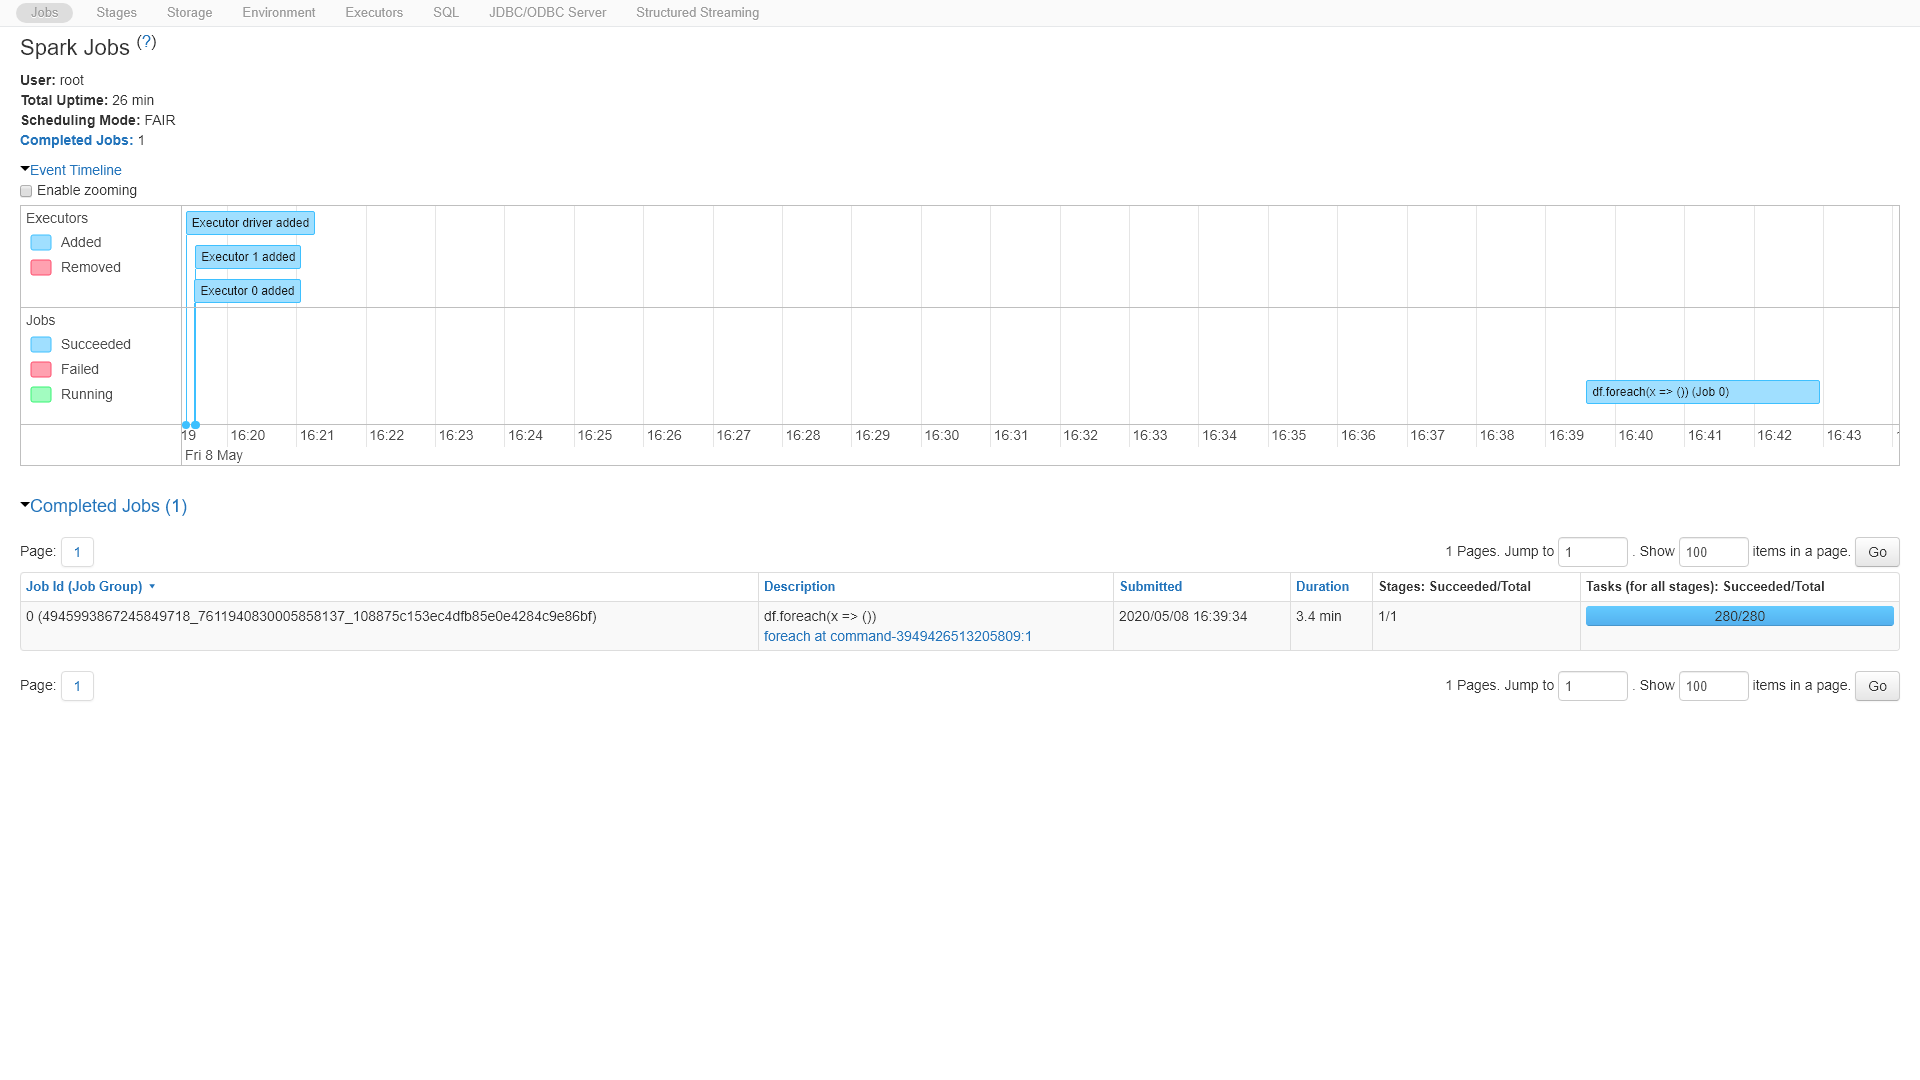 Jobs Stages Storage Environment Executors SQL JDBC/ODBC Server Structured Streaming
Spark Jobs (?)
User: root
Total Uptime: 26 min
Scheduling Mode: FAIR
Completed Jobs: 1
Event Timeline
Enable zooming
Executors
Added
Removed
Executor driver added
Executor 1 added
Executor 0 added
Jobs
Succeeded
Failed
Running
df.foreach(x => ()) (Job 0)
19 16:20 16:21 16:22 16:23 16:24 16:25 16:26 16:27 16:28 16:29 16:30 16:31 16:32 16:33 16:34 16:35 16:36 16:37 16:38 16:39 16:40 16:41 16:42 16:43
Fri 8 May
Completed Jobs (1)
Page: 1 1 Pages. Jump to 1 . Show 100 items in a page. Go
Job Id (Job Group) ▾ Description Submitted Duration Stages: Succeeded/Total Tasks (for all stages): Succeeded/Total
0 (4945993867245849718_7611940830005858137_108875c153ec4dfb85e0e4284c9e86bf) df.foreach(x => ()) 2020/05/08 16:39:34 3.4 min 1/1 280/280
foreach at command-3949426513205809:1
Page: 1 1 Pages. Jump to 1 . Show 100 items in a page. Go